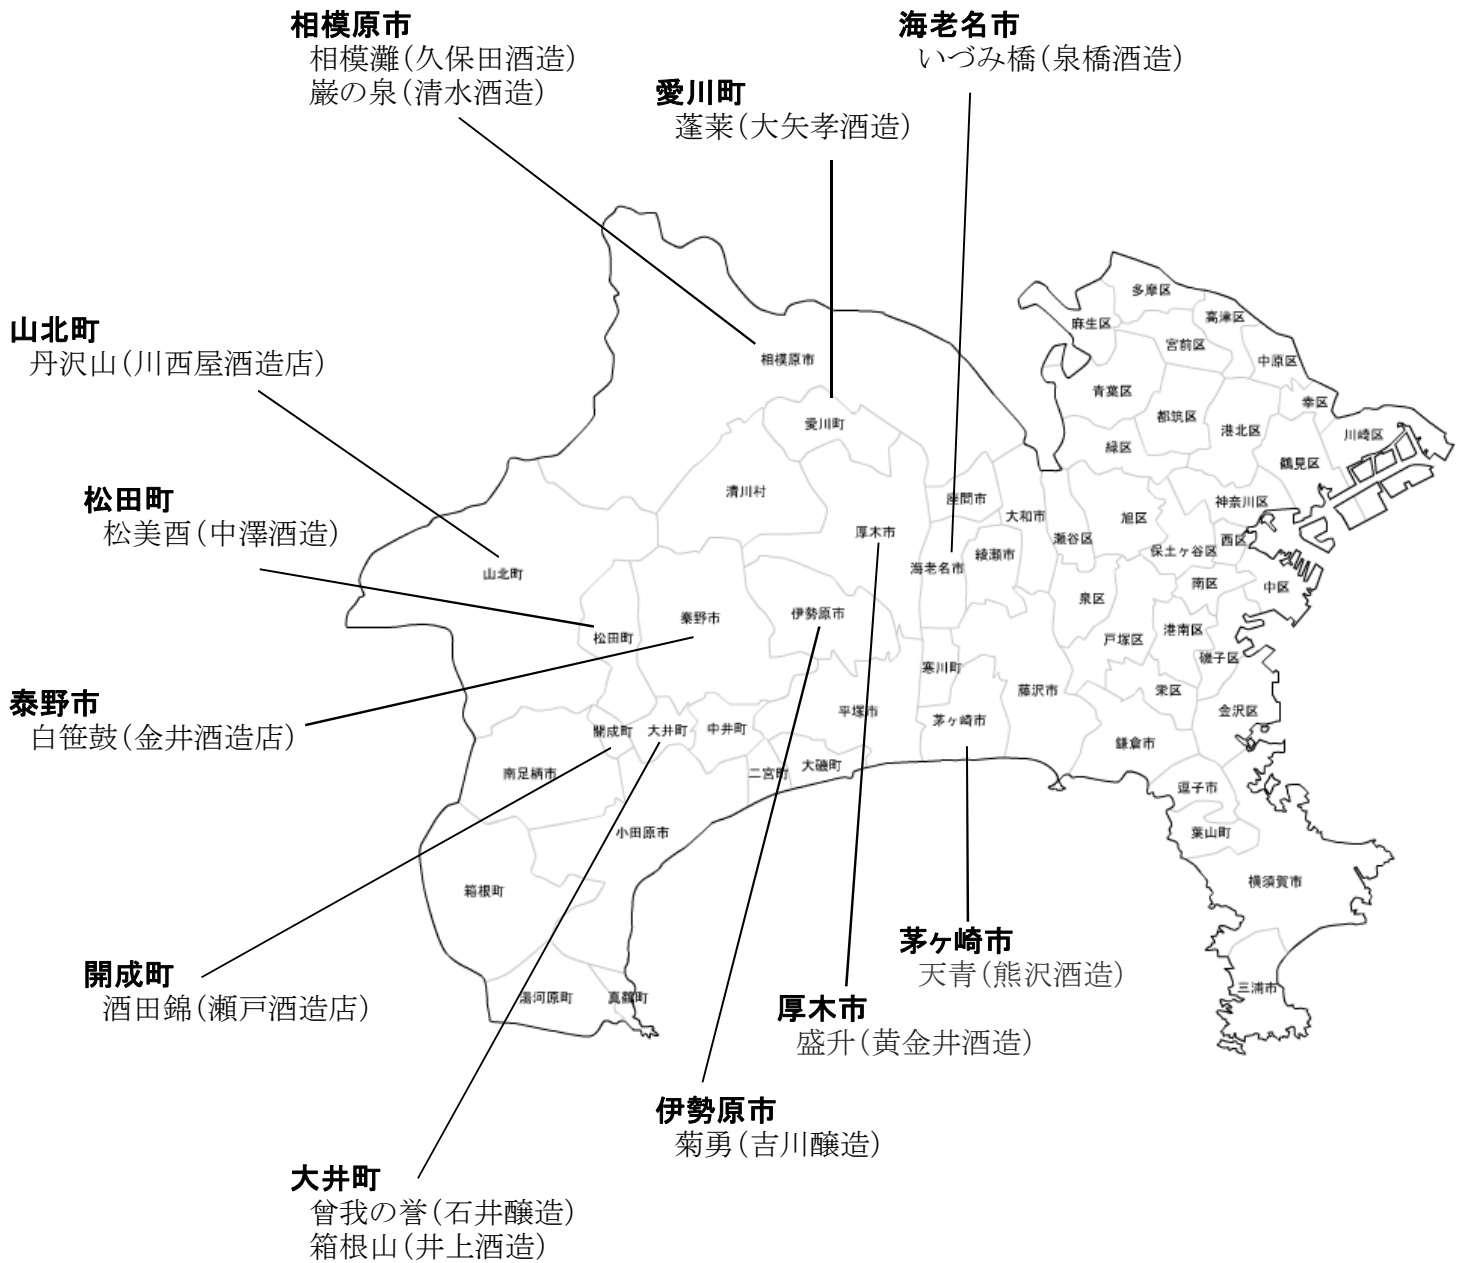 相模原市
相模灘(久保田酒造)
巌の泉(清水酒造)
海老名市
いづみ橋(泉橋酒造)
愛川町
蓬莱(大矢孝酒造)
山北町
丹沢山(川西屋酒造店)
松田町
松美酉(中澤酒造)
泰野市
白笹鼓(金井酒造店)
開成町
酒田錦(瀬戸酒造店)
大井町
曾我の誉(石井醸造)
箱根山(井上酒造)
伊勢原市
菊勇(吉川醸造)
厚木市
盛升(黄金井酒造)
茅ヶ崎市
天青(熊沢酒造)
相模原市
愛川町
清川村
厚木市
座間市
大和市
海老名市
綾瀬市
山北町
松田町
秦野市
伊勢原市
寒川町
藤沢市
茅ヶ崎市
平塚市
開成町
大井町
中井町
南足柄市
二宮町
大磯町
小田原市
箱根町
湯河原町
真鶴町
多摩区
麻生区
高津区
宮前区
中原区
青葉区
都筑区
幸区
港北区
川崎区
緑区
鶴見区
神奈川区
旭区
瀬谷区
保土ヶ谷区
西区
南区
中区
泉区
戸塚区
港南区
磯子区
栄区
金沢区
鎌倉市
逗子市
葉山町
横須賀市
三浦市